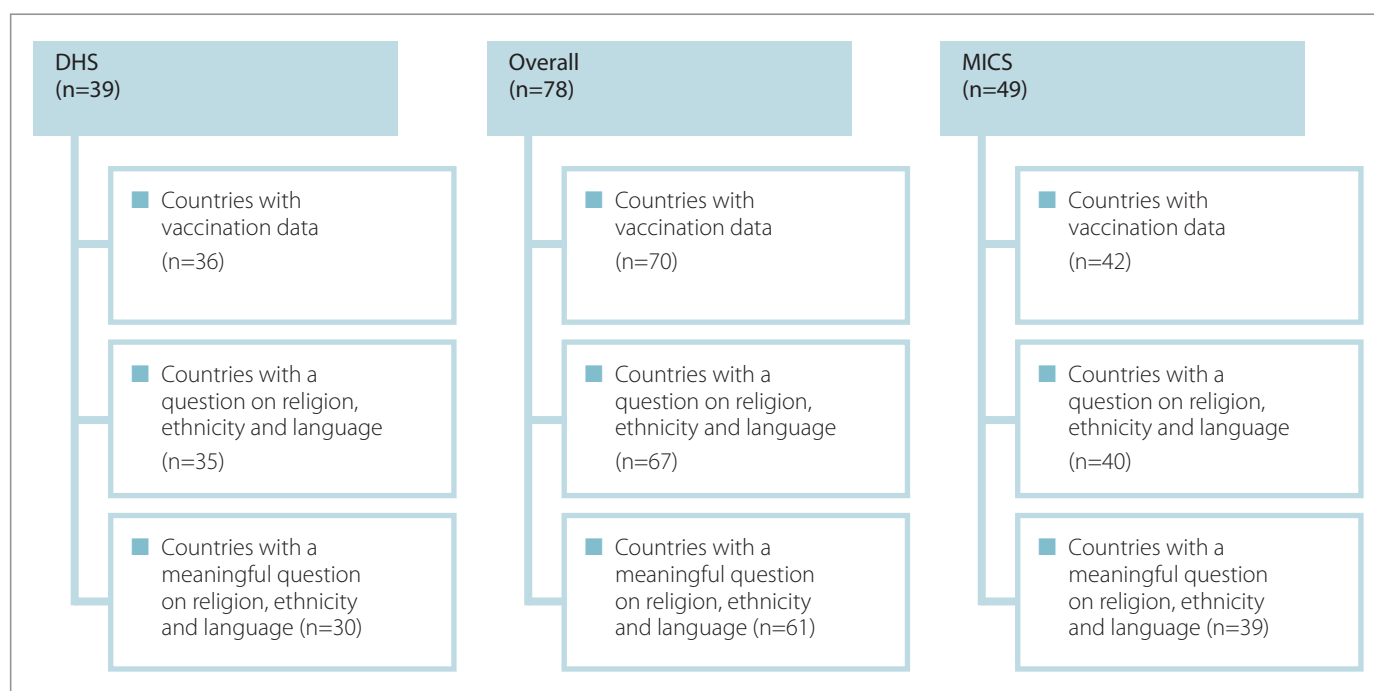 DHS
(n=39)
Countries with
vaccination data
(n=36)
Countries with a
question on religion,
ethnicity and language
(n=35)
Countries with a
meaningful question
on religion, ethnicity
and language (n=30)
Overall
(n=78)
Countries with
vaccination data
(n=70)
Countries with a
question on religion,
ethnicity and language
(n=67)
Countries with a
meaningful question
on religion, ethnicity
and language (n=61)
MICS
(n=49)
Countries with
vaccination data
(n=42)
Countries with a
question on religion,
ethnicity and language
(n=40)
Countries with a
meaningful question
on religion, ethnicity
and language (n=39)